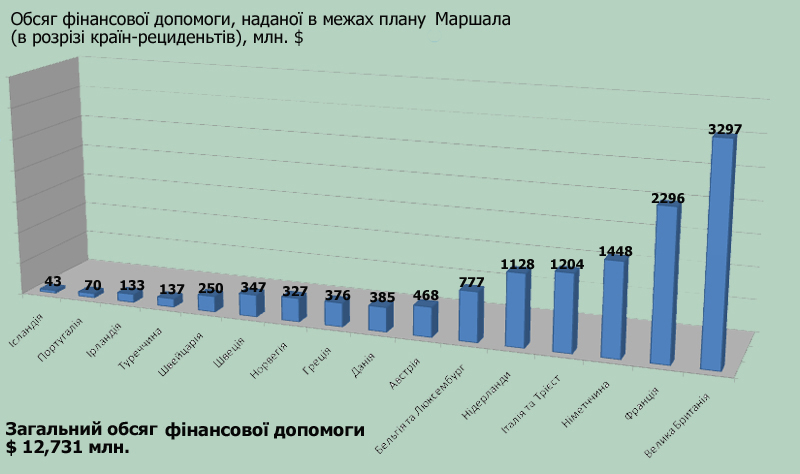 Обсяг фінансової допомоги, наданої в межах плану Маршала
(в розрізі країн-рециденьтів), млн. $
3297
2296
1448
1204
1128
777
468
385
376
327
347
250
137
133
70
43
Ісландія
Португалія
Ірландія
Туреччина
Швейцарія
Швеція
Норвегія
Греція
Данія
Австрія
Бельгія та Люксембург
Нідерланди
Італія та Трієст
Німеччина
Франція
Велика Британія
Загальний обсяг фінансової допомоги
$ 12,731 млн.